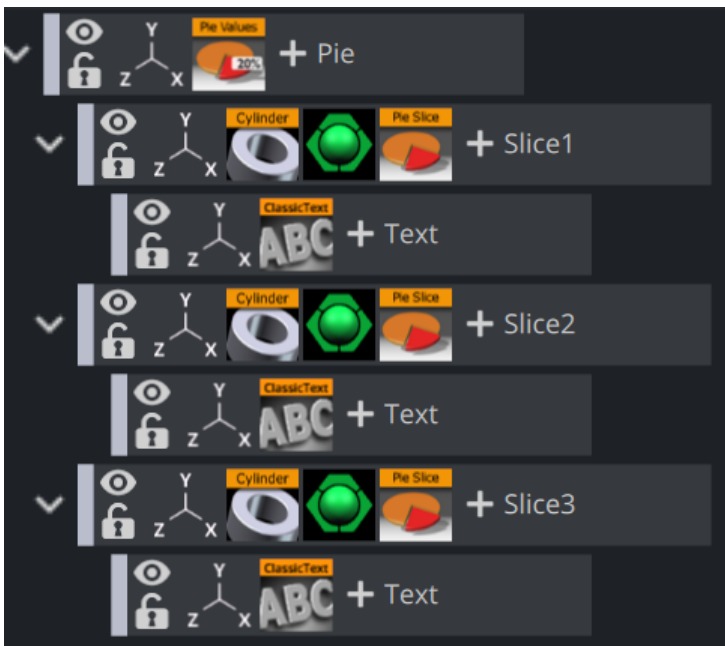 Pie Values
Y Z X 20% Pie
Cylinder Pie Slice
Y Z X Slice1
ClassicText
Y Z X ABC Text
Cylinder Pie Slice
Y Z X Slice2
ClassicText
Y Z X ABC Text
Cylinder Pie Slice
Y Z X Slice3
ClassicText
Y Z X ABC Text